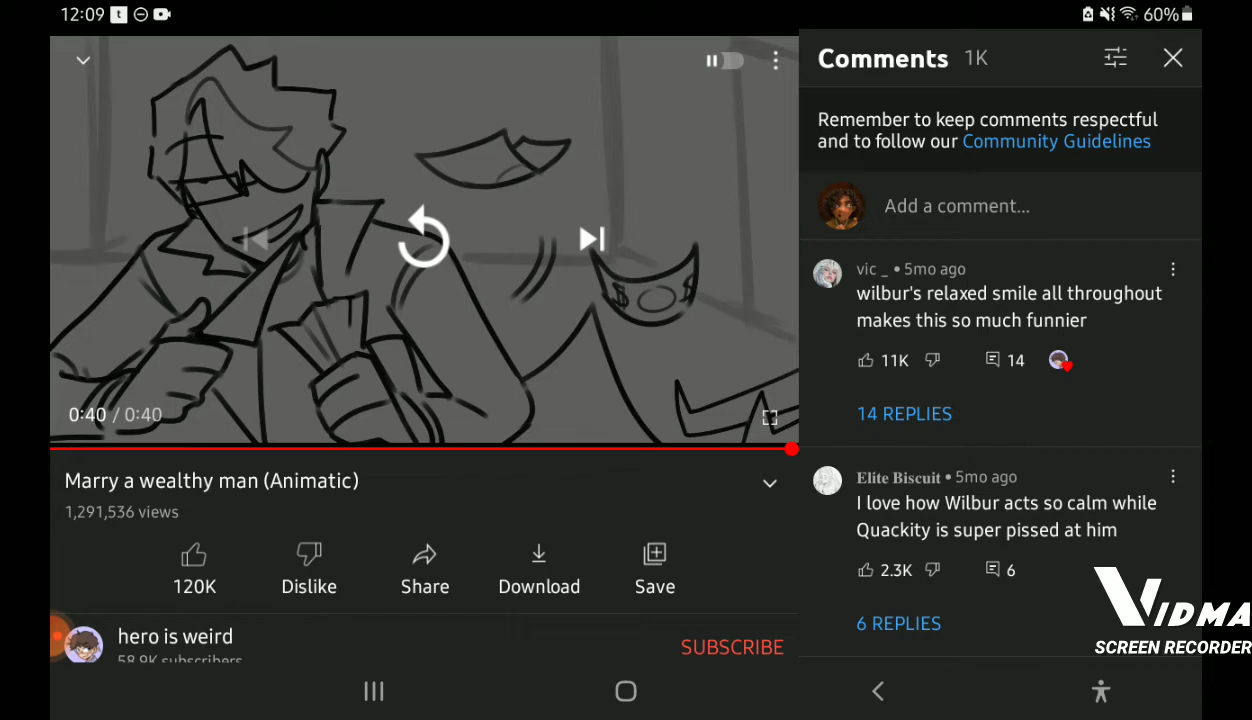 12:09 t
60%
Comments 1K
Remember to keep comments respectful
and to follow our Community Guidelines
Add a comment...
vic _ • 5mo ago
wilbur's relaxed smile all throughout
makes this so much funnier
11K 14
14 REPLIES
Elite Biscuit • 5mo ago
I love how Wilbur acts so calm while
Quackity is super pissed at him
2.3K 6
6 REPLIES
0:40 / 0:40
Marry a wealthy man (Animatic)
1,291,536 views
120K Dislike Share Download Save
hero is weird
58.9K subscribers
SUBSCRIBE
VIDMA
SCREEN RECORDER